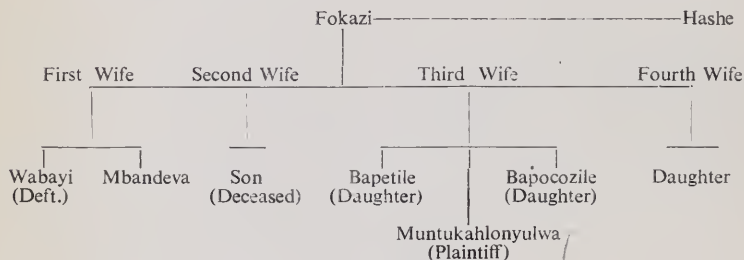 Fokazi Hashe
First Wife Second Wife Third Wife Fourth Wife
Wabayi Mbandeva Son Bapetile Bapocozile Daughter
(Deft.) (Deceased) (Daughter) (Daughter)
Muntukahlonyulwa
(Plaintiff)